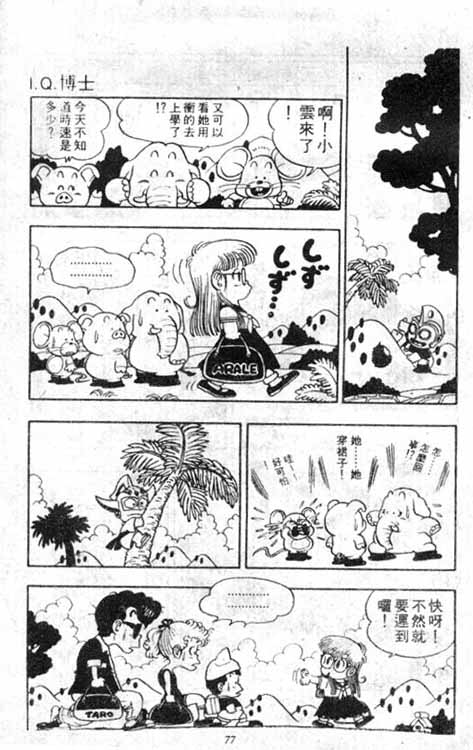 I.Q.博士
啊！小
雲來了
！
又可以
看她用
衝的去
上學了
!?
今天不知
道時速是
多少？
しず
しず…
…………
…………
ARALE
怎……
怎麼回
事!?
她……她
穿裙子！
哇！！
好可怕
！
快呀！
不然就
要遲到
囉！
…………
…………
TARO
77